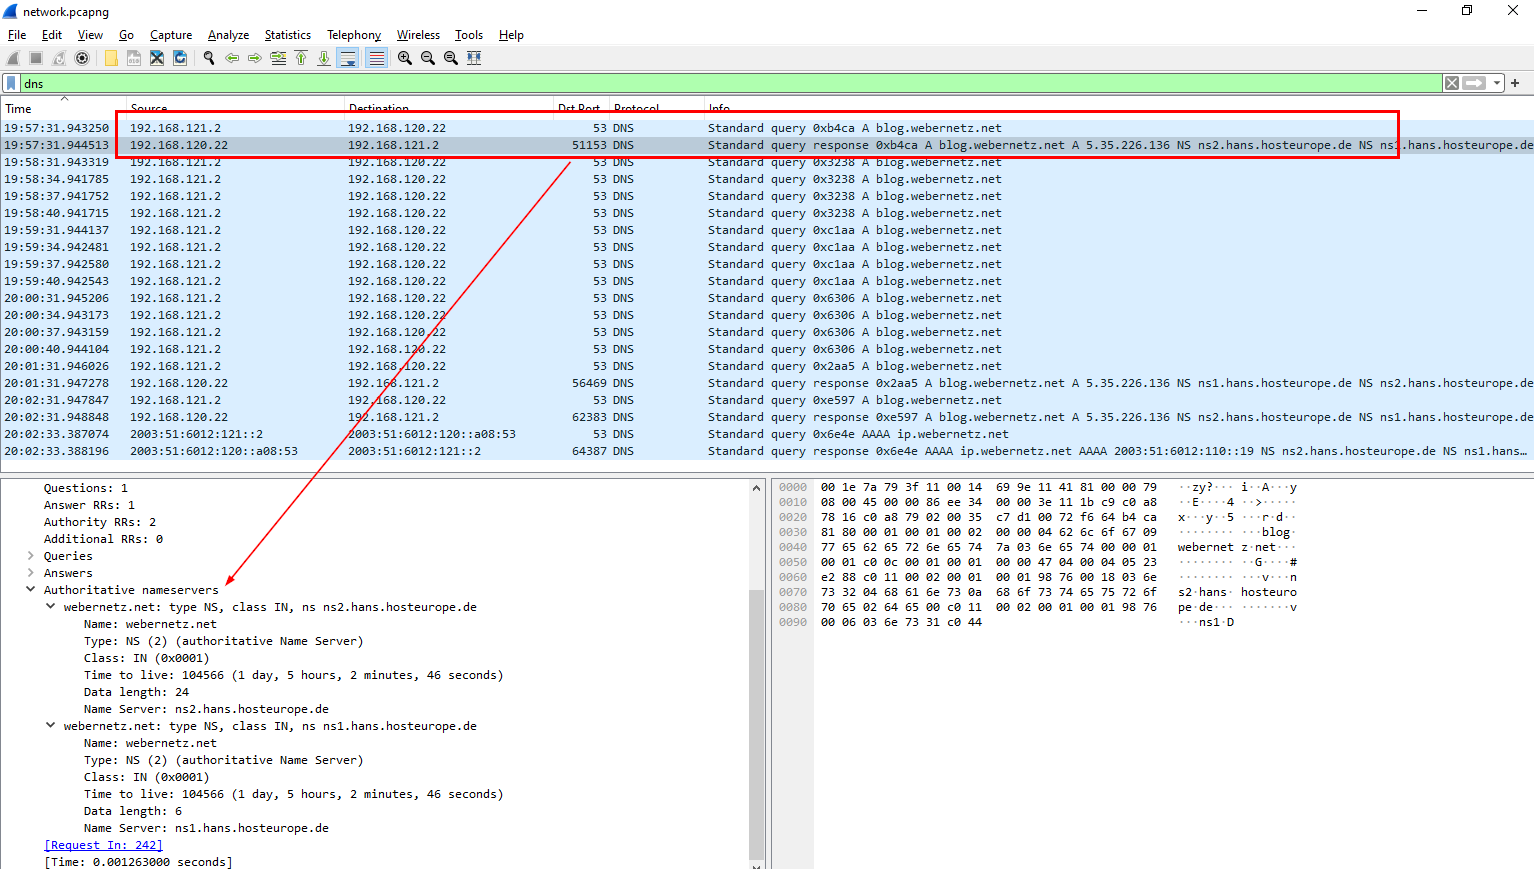 network.pcapng
File Edit View Go Capture Analyze Statistics Telephony Wireless Tools Help
dns
Time Source Destination Dst Port Protocol Info
19:57:31.943250 192.168.121.2 192.168.120.22 53 DNS Standard query 0xb4ca A blog.webernetz.net
19:57:31.944513 192.168.120.22 192.168.121.2 51153 DNS Standard query response 0xb4ca A blog.webernetz.net A 5.35.226.136 NS ns2.hans.hosteurope.de NS ns1.hans.hosteurope.de
19:58:31.943319 192.168.121.2 192.168.120.22 53 DNS Standard query 0x3238 A blog.webernetz.net
19:58:34.941785 192.168.121.2 192.168.120.22 53 DNS Standard query 0x3238 A blog.webernetz.net
19:58:37.941752 192.168.121.2 192.168.120.22 53 DNS Standard query 0x3238 A blog.webernetz.net
19:58:40.941715 192.168.121.2 192.168.120.22 53 DNS Standard query 0x3238 A blog.webernetz.net
19:59:31.944137 192.168.121.2 192.168.120.22 53 DNS Standard query 0xc1aa A blog.webernetz.net
19:59:34.942481 192.168.121.2 192.168.120.22 53 DNS Standard query 0xc1aa A blog.webernetz.net
19:59:37.942580 192.168.121.2 192.168.120.22 53 DNS Standard query 0xc1aa A blog.webernetz.net
19:59:40.942543 192.168.121.2 192.168.120.22 53 DNS Standard query 0xc1aa A blog.webernetz.net
20:00:31.945206 192.168.121.2 192.168.120.22 53 DNS Standard query 0x6306 A blog.webernetz.net
20:00:34.943173 192.168.121.2 192.168.120.22 53 DNS Standard query 0x6306 A blog.webernetz.net
20:00:37.943159 192.168.121.2 192.168.120.22 53 DNS Standard query 0x6306 A blog.webernetz.net
20:00:40.944104 192.168.121.2 192.168.120.22 53 DNS Standard query 0x6306 A blog.webernetz.net
20:01:31.946026 192.168.121.2 192.168.120.22 53 DNS Standard query 0x2aa5 A blog.webernetz.net
20:01:31.947278 192.168.120.22 192.168.121.2 56469 DNS Standard query response 0x2aa5 A blog.webernetz.net A 5.35.226.136 NS ns1.hans.hosteurope.de NS ns2.hans.hosteurope.de
20:02:31.947847 192.168.121.2 192.168.120.22 53 DNS Standard query 0xe597 A blog.webernetz.net
20:02:31.948848 192.168.120.22 192.168.121.2 62383 DNS Standard query response 0xe597 A blog.webernetz.net A 5.35.226.136 NS ns2.hans.hosteurope.de NS ns1.hans.hosteurope.de
20:02:33.387074 2003:51:6012:121::2 2003:51:6012:120::a08:53 53 DNS Standard query 0x6e4e AAAA ip.webernetz.net
20:02:33.388196 2003:51:6012:120::a08:53 2003:51:6012:121::2 64387 DNS Standard query response 0x6e4e AAAA ip.webernetz.net AAAA 2003:51:6012:110::19 NS ns2.hans.hosteurope.de NS ns1.hans…
Questions: 1
Answer RRs: 1
Authority RRs: 2
Additional RRs: 0
Queries
Answers
Authoritative nameservers
webernetz.net: type NS, class IN, ns ns2.hans.hosteurope.de
Name: webernetz.net
Type: NS (2) (authoritative Name Server)
Class: IN (0x0001)
Time to live: 104566 (1 day, 5 hours, 2 minutes, 46 seconds)
Data length: 24
Name Server: ns2.hans.hosteurope.de
webernetz.net: type NS, class IN, ns ns1.hans.hosteurope.de
Name: webernetz.net
Type: NS (2) (authoritative Name Server)
Class: IN (0x0001)
Time to live: 104566 (1 day, 5 hours, 2 minutes, 46 seconds)
Data length: 6
Name Server: ns1.hans.hosteurope.de
[Request In: 242]
[Time: 0.001263000 seconds]
0000 00 1e 7a 79 3f 11 00 14 69 9e 11 41 81 00 00 79 ··zy?··· i··A···y
0010 08 00 45 00 00 86 ee 34 00 00 3e 11 1b c9 c0 a8 ··E····4 ··>·····
0020 78 16 c0 a8 79 02 00 35 c7 d1 00 72 f6 64 b4 ca x···y··5 ···r·d··
0030 81 80 00 01 00 01 00 02 00 00 04 62 6c 6f 67 09 ········ ···blog·
0040 77 65 62 65 72 6e 65 74 7a 03 6e 65 74 00 00 01 webernet z·net···
0050 00 01 c0 0c 00 01 00 01 00 00 47 04 00 04 05 23 ········ ··G····#
0060 e2 88 c0 11 00 02 00 01 00 01 98 76 00 18 03 6e ········ ···v···n
0070 73 32 04 68 61 6e 73 0a 68 6f 73 74 65 75 72 6f s2·hans· hosteuro
0080 70 65 02 64 65 00 c0 11 00 02 00 01 00 01 98 76 pe·de··· ·······v
0090 00 06 03 6e 73 31 c0 44 ···ns1·D